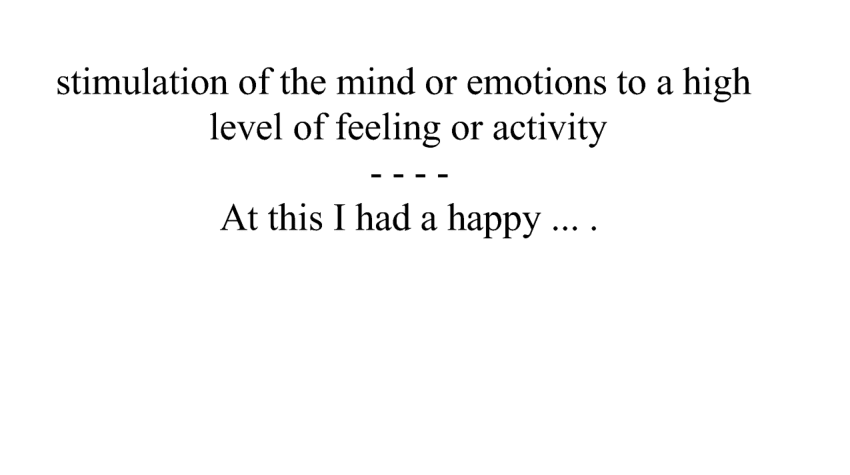 stimulation of the mind or emotions to a high
level of feeling or activity
- - - -
At this I had a happy ... .